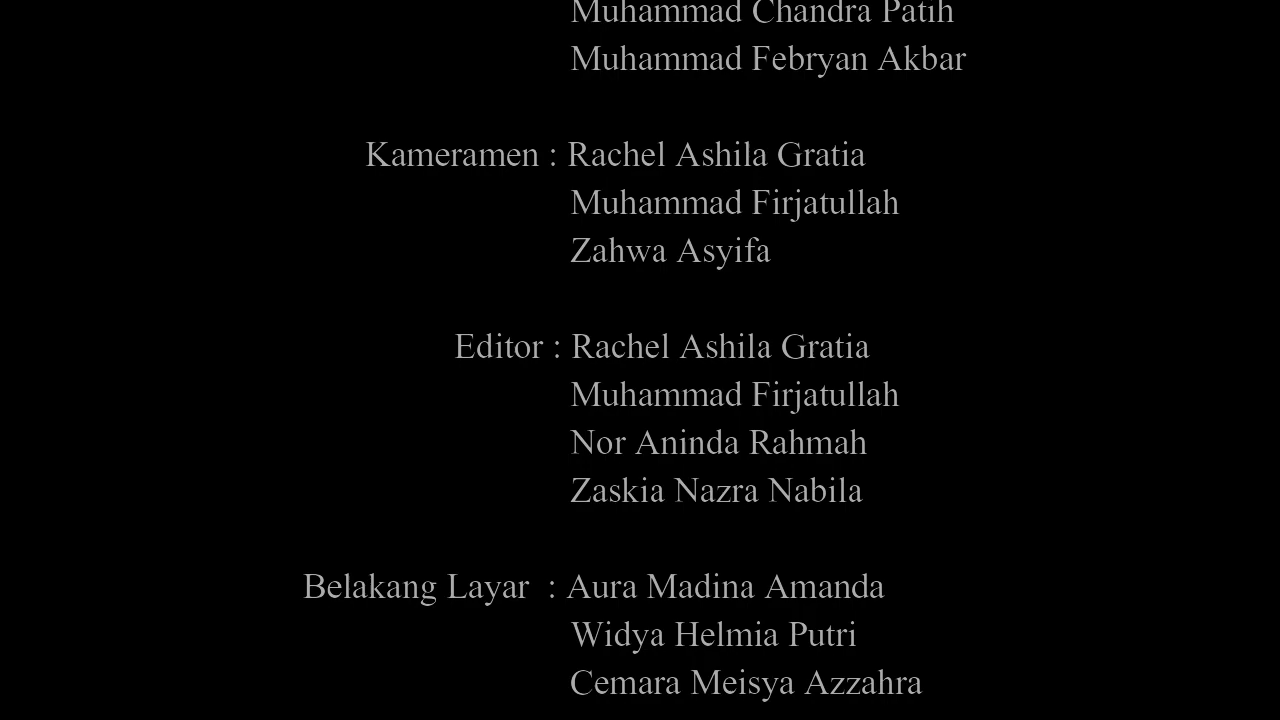 Muhammad Chandra Patih
Muhammad Febryan Akbar
Kameramen : Rachel Ashila Gratia
Muhammad Firjatullah
Zahwa Asyifa
Editor : Rachel Ashila Gratia
Muhammad Firjatullah
Nor Aninda Rahmah
Zaskia Nazra Nabila
Belakang Layar : Aura Madina Amanda
Widya Helmia Putri
Cemara Meisya Azzahra